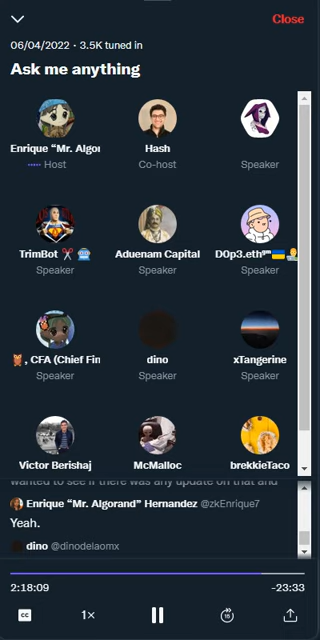 Close
06/04/2022 · 3.5K tuned in
Ask me anything
Enrique “Mr. Algor
Host
Hash
Co-host
Speaker
TrimBot ✂️ 🤖
Speaker
Aduenam Capital
Speaker
D0p3.eth
Speaker
🦉, CFA (Chief Fin
Speaker
dino
Speaker
xTangerine
Speaker
Victor Berishaj
McMalloc
brekkieTaco
wanted to see if there was any update on that and
Enrique “Mr. Algorand” Hernandez @zkEnrique7
Yeah.
dino @dinodelaomx
2:18:09
-23:33
CC
1×
15